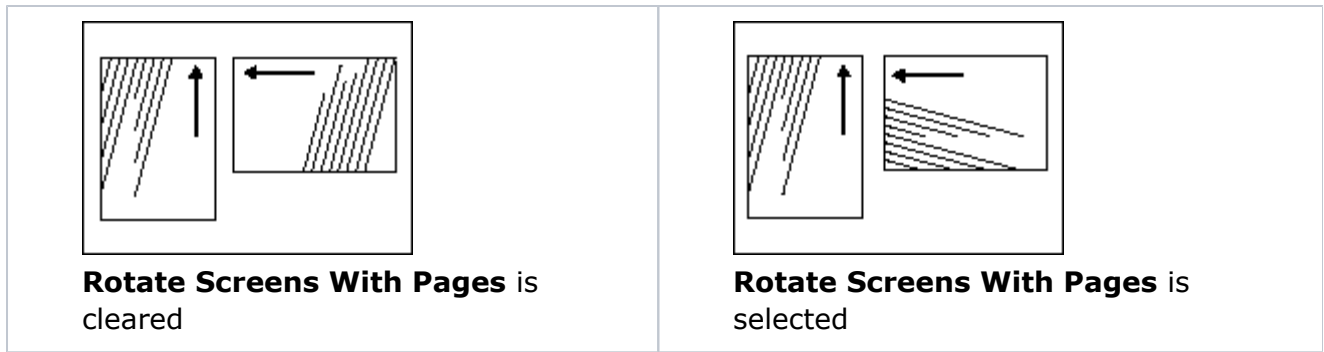 Rotate Screens With Pages is
cleared
Rotate Screens With Pages is
selected